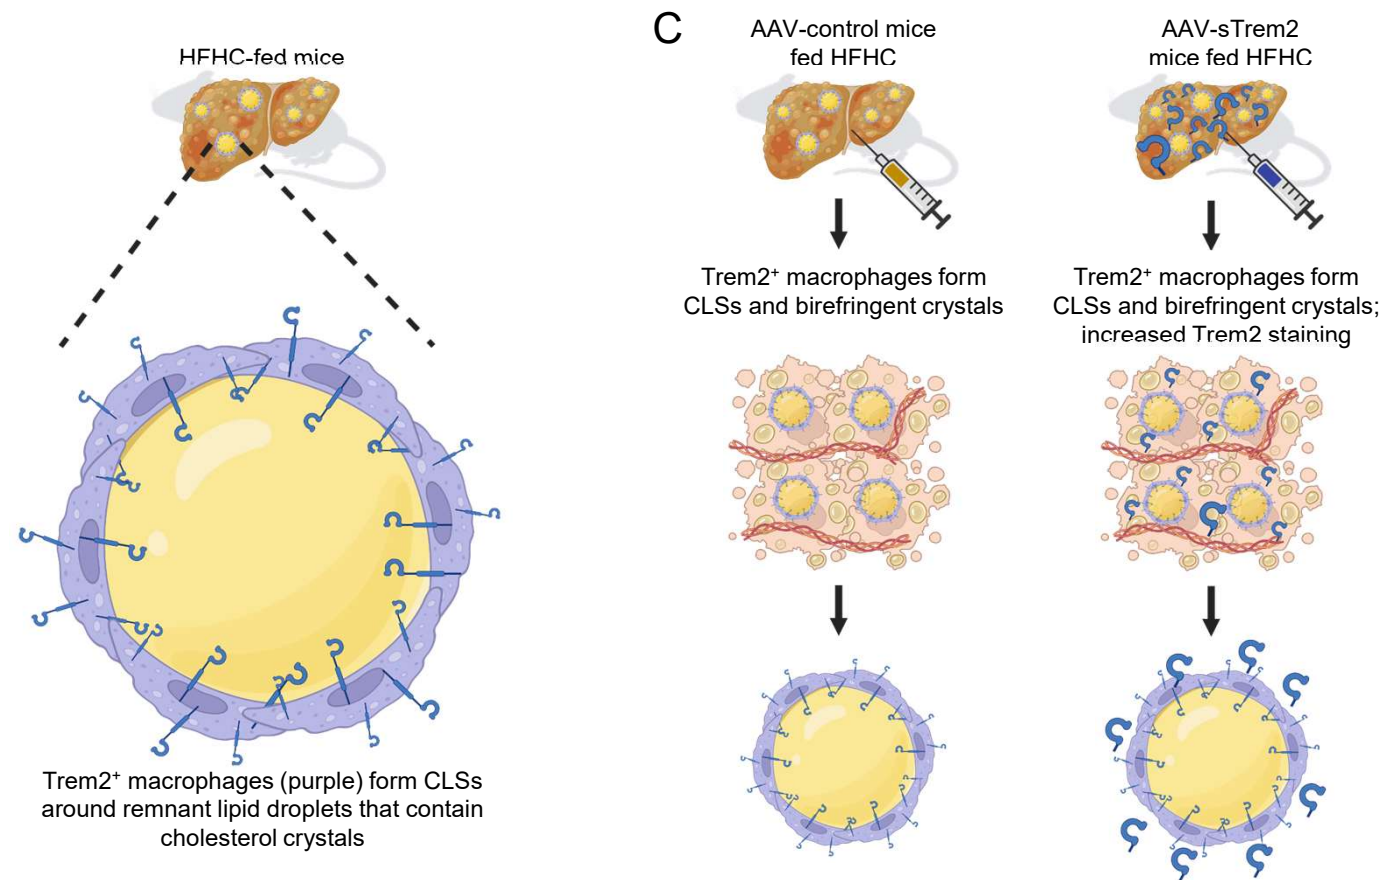 HFHC-fed mice
Trem2⁺ macrophages (purple) form CLSs
around remnant lipid droplets that contain
cholesterol crystals
C
AAV-control mice
fed HFHC
Trem2⁺ macrophages form
CLSs and birefringent crystals
AAV-sTrem2
mice fed HFHC
Trem2⁺ macrophages form
CLSs and birefringent crystals;
increased Trem2 staining